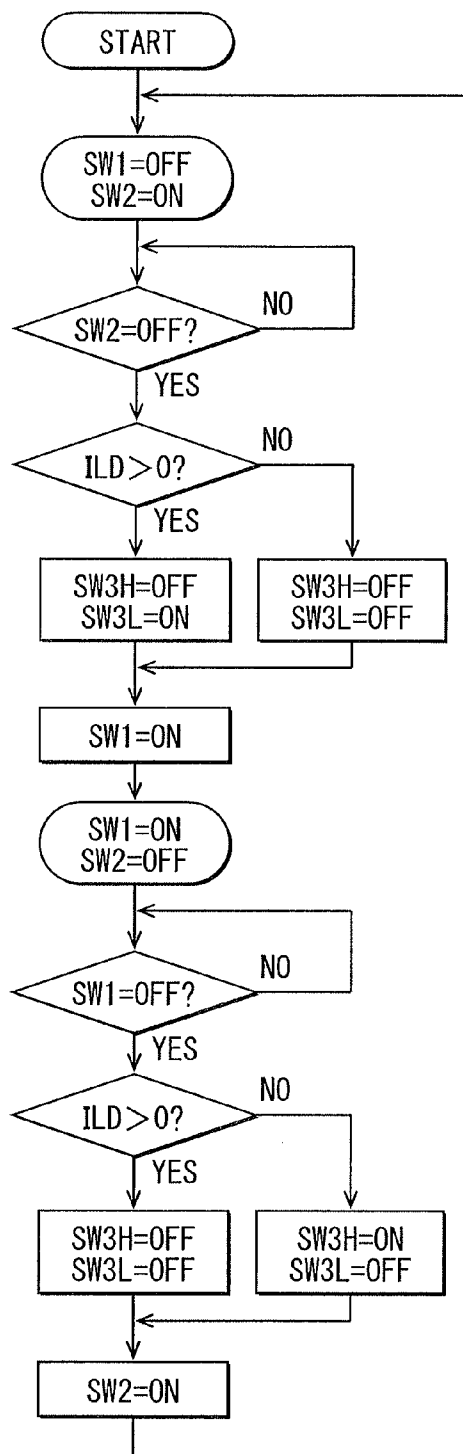 START
SW1=OFF
SW2=ON
SW2=OFF?
NO
YES
ILD>0?
NO
YES
SW3H=OFF
SW3L=ON
SW3H=OFF
SW3L=OFF
SW1=ON
SW1=ON
SW2=OFF
SW1=OFF?
NO
YES
ILD>0?
NO
YES
SW3H=OFF
SW3L=OFF
SW3H=ON
SW3L=OFF
SW2=ON